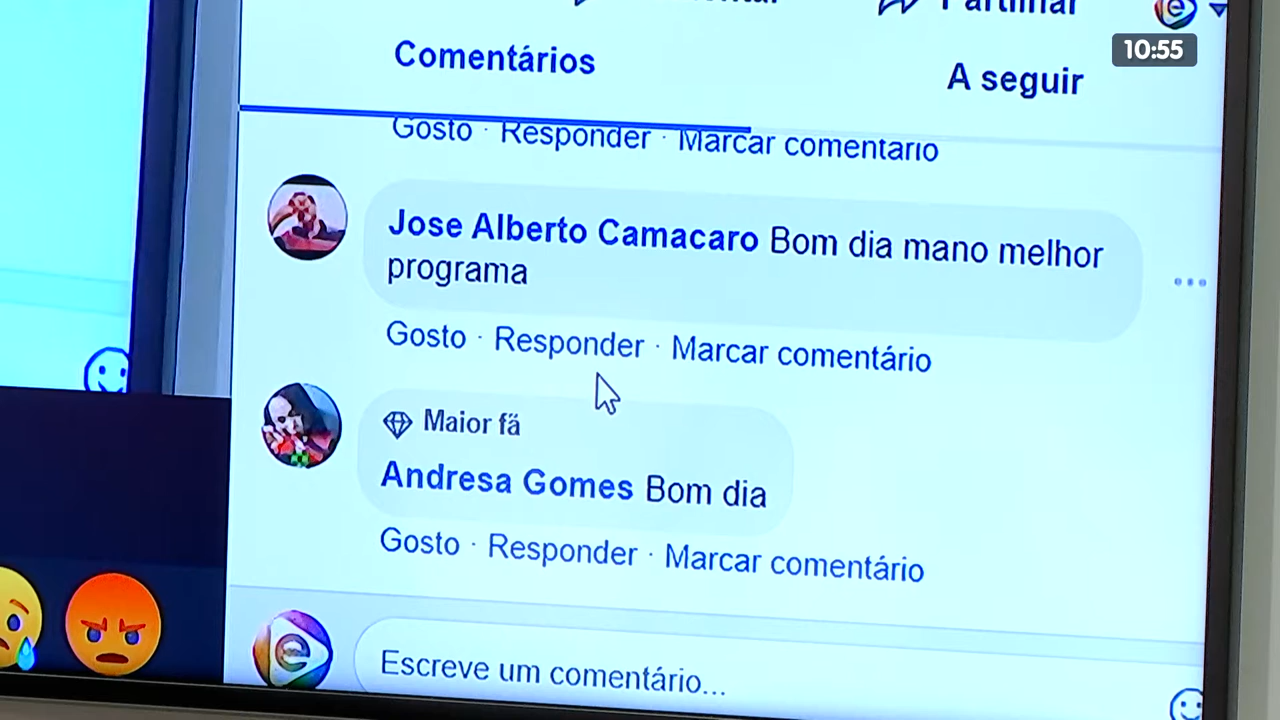 Partilhar
10:55
Comentários
A seguir
Gosto · Responder · Marcar comentário
Jose Alberto Camacaro Bom dia mano melhor
programa
Gosto · Responder · Marcar comentário
Maior fã
Andresa Gomes Bom dia
Gosto · Responder · Marcar comentário
Escreve um comentário...